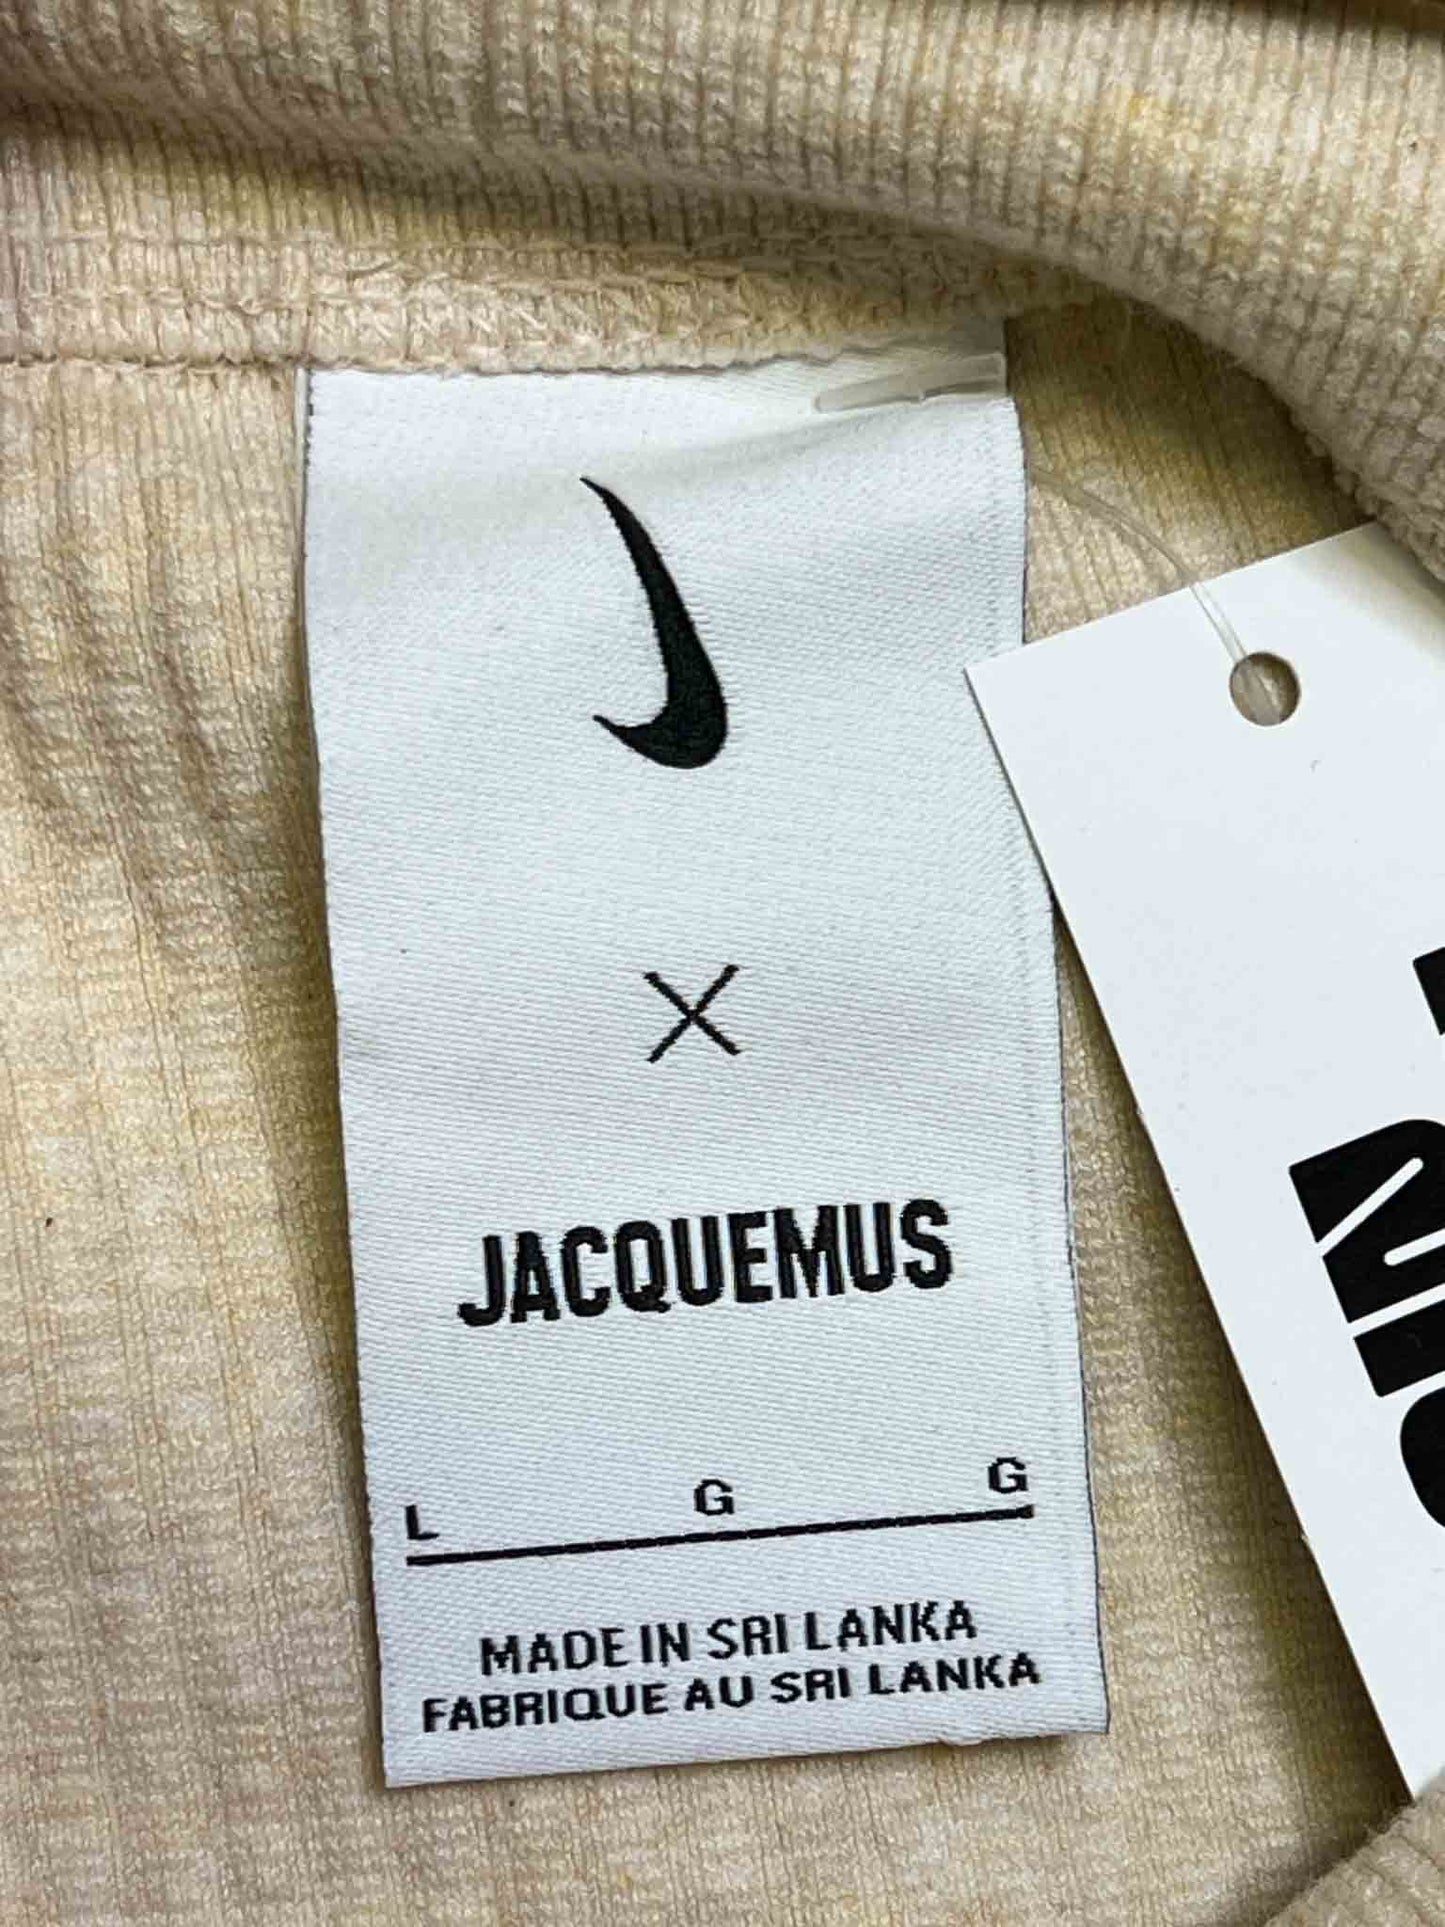 X
JACQUEMUS
L G G
MADE IN SRI LANKA
FABRIQUE AU SRI LANKA